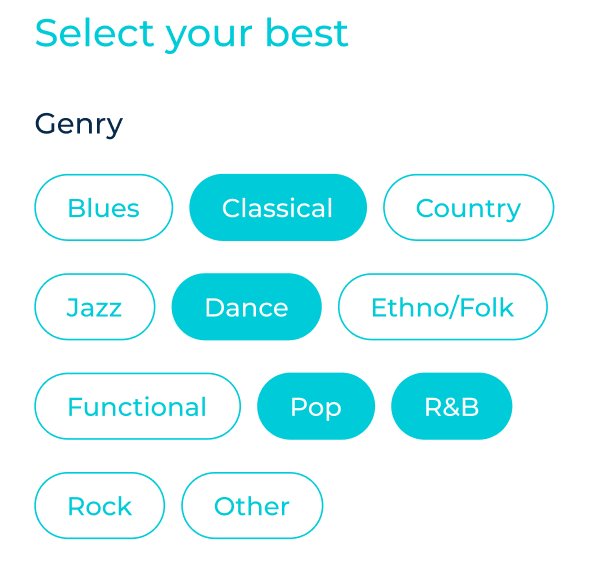 Select your best
Genry
Blues Classical Country
Jazz Dance Ethno/Folk
Functional Pop R&B
Rock Other